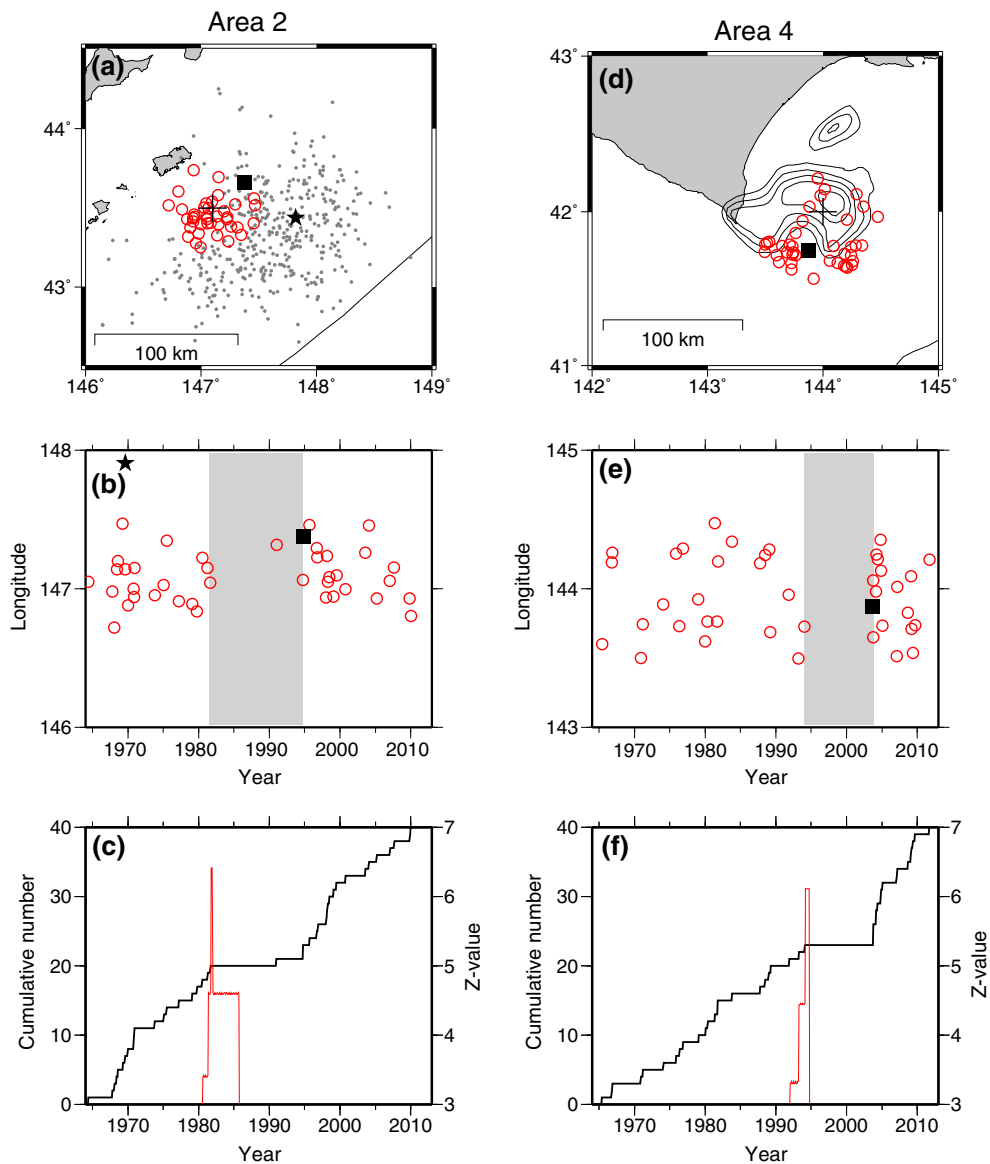 Area 2
Area 4
(a)
44°
43°
100 km
146° 147° 148° 149°
(d)
43°
42°
41°
100 km
142° 143° 144° 145°
(b)
148
147
146
Longitude
1970 1980 1990 2000 2010
Year
(e)
145
144
143
Longitude
1970 1980 1990 2000 2010
Year
(c)
40
30
20
10
0
Cumulative number
7
6
5
4
3
Z-value
1970 1980 1990 2000 2010
Year
(f)
40
30
20
10
0
Cumulative number
7
6
5
4
3
Z-value
1970 1980 1990 2000 2010
Year